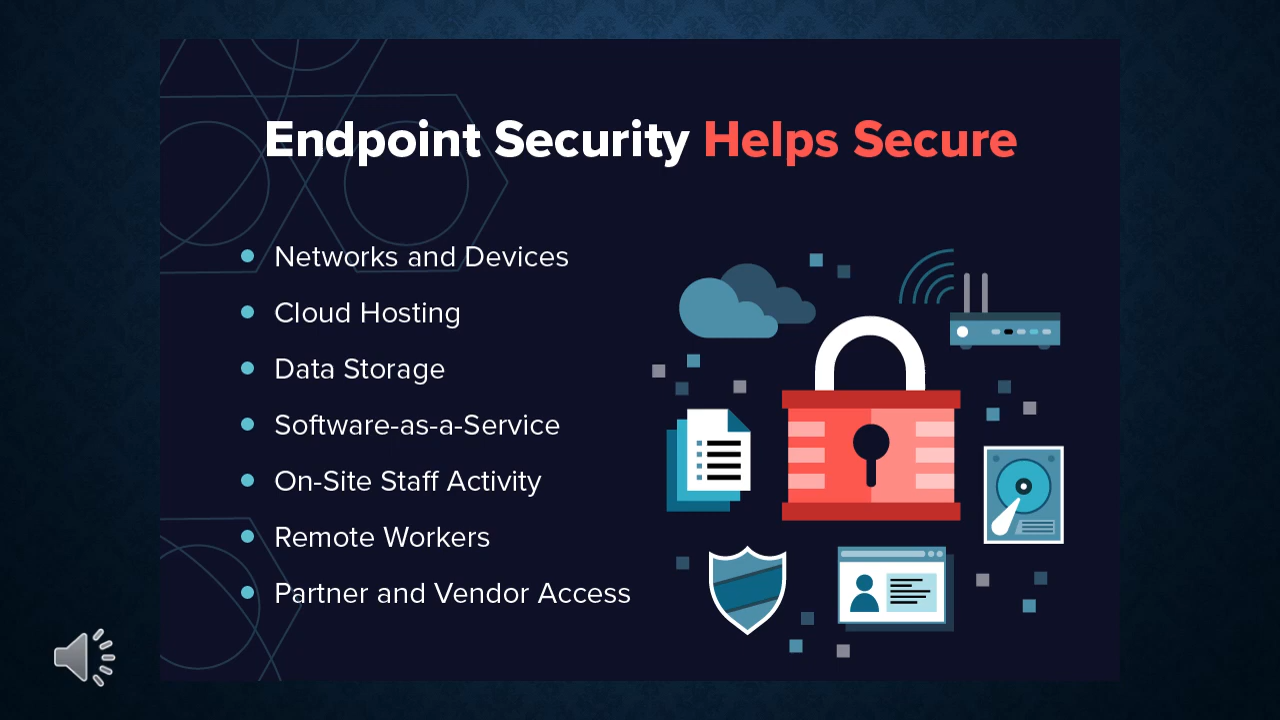 Endpoint Security Helps Secure
Networks and Devices
Cloud Hosting
Data Storage
Software-as-a-Service
On-Site Staff Activity
Remote Workers
Partner and Vendor Access